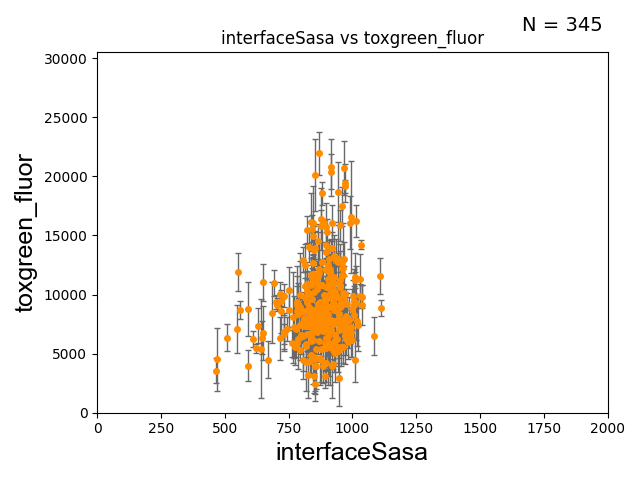 N = 345
interfaceSasa vs toxgreen_fluor
30000
25000
20000
15000
10000
5000
0
toxgreen_fluor
0 250 500 750 1000 1250 1500 1750 2000
interfaceSasa